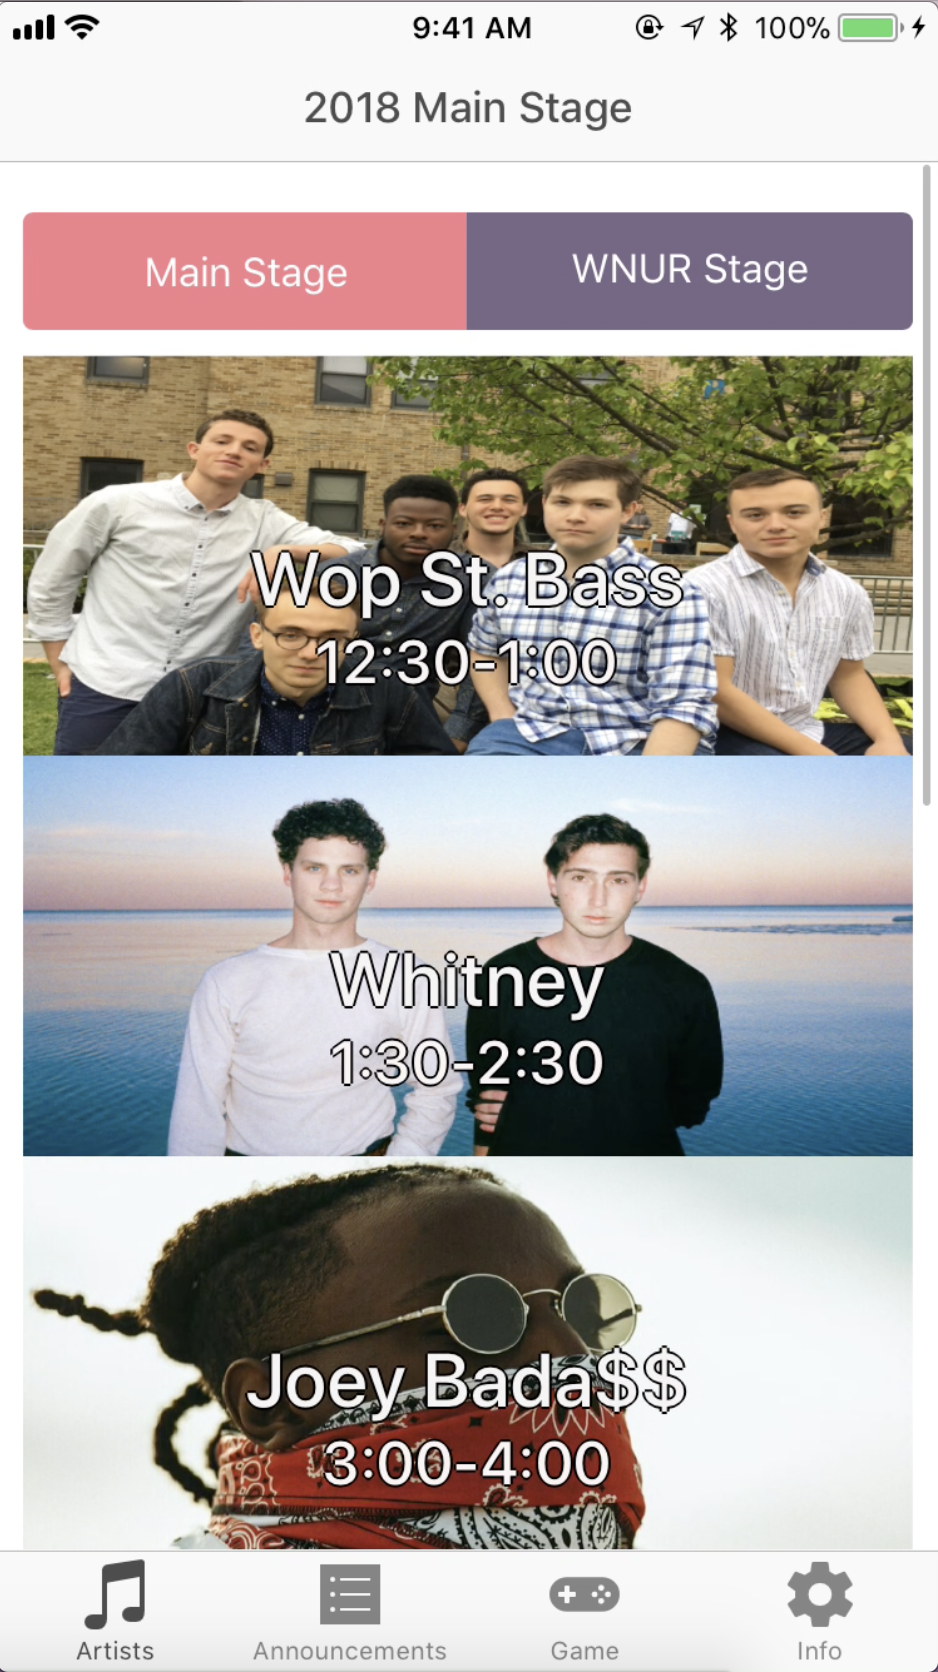 9:41 AM 100%
2018 Main Stage
Main Stage WNUR Stage
Wop St. Bass
12:30-1:00
Whitney
1:30-2:30
Joey Bada$$
3:00-4:00
Artists Announcements Game Info